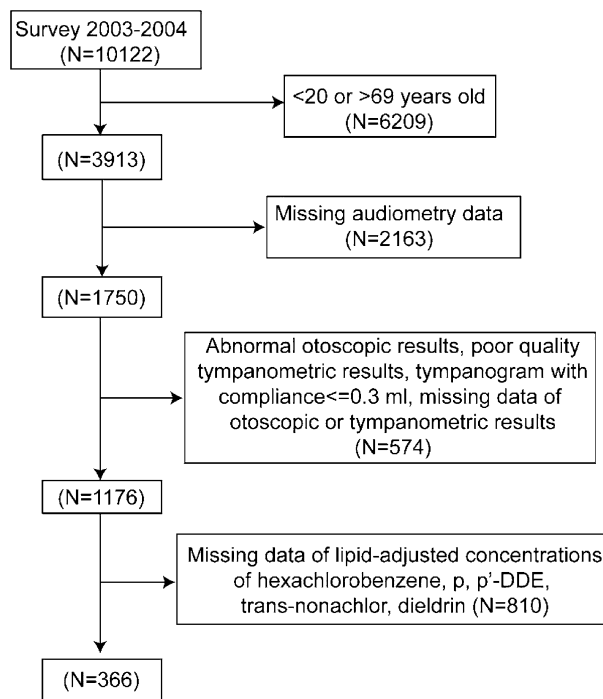 Survey 2003-2004
(N=10122)
<20 or >69 years old
(N=6209)
(N=3913)
Missing audiometry data
(N=2163)
(N=1750)
Abnormal otoscopic results, poor quality
tympanometric results, tympanogram with
compliance<=0.3 ml, missing data of
otoscopic or tympanometric results
(N=574)
(N=1176)
Missing data of lipid-adjusted concentrations
of hexachlorobenzene, p, p’-DDE,
trans-nonachlor, dieldrin (N=810)
(N=366)